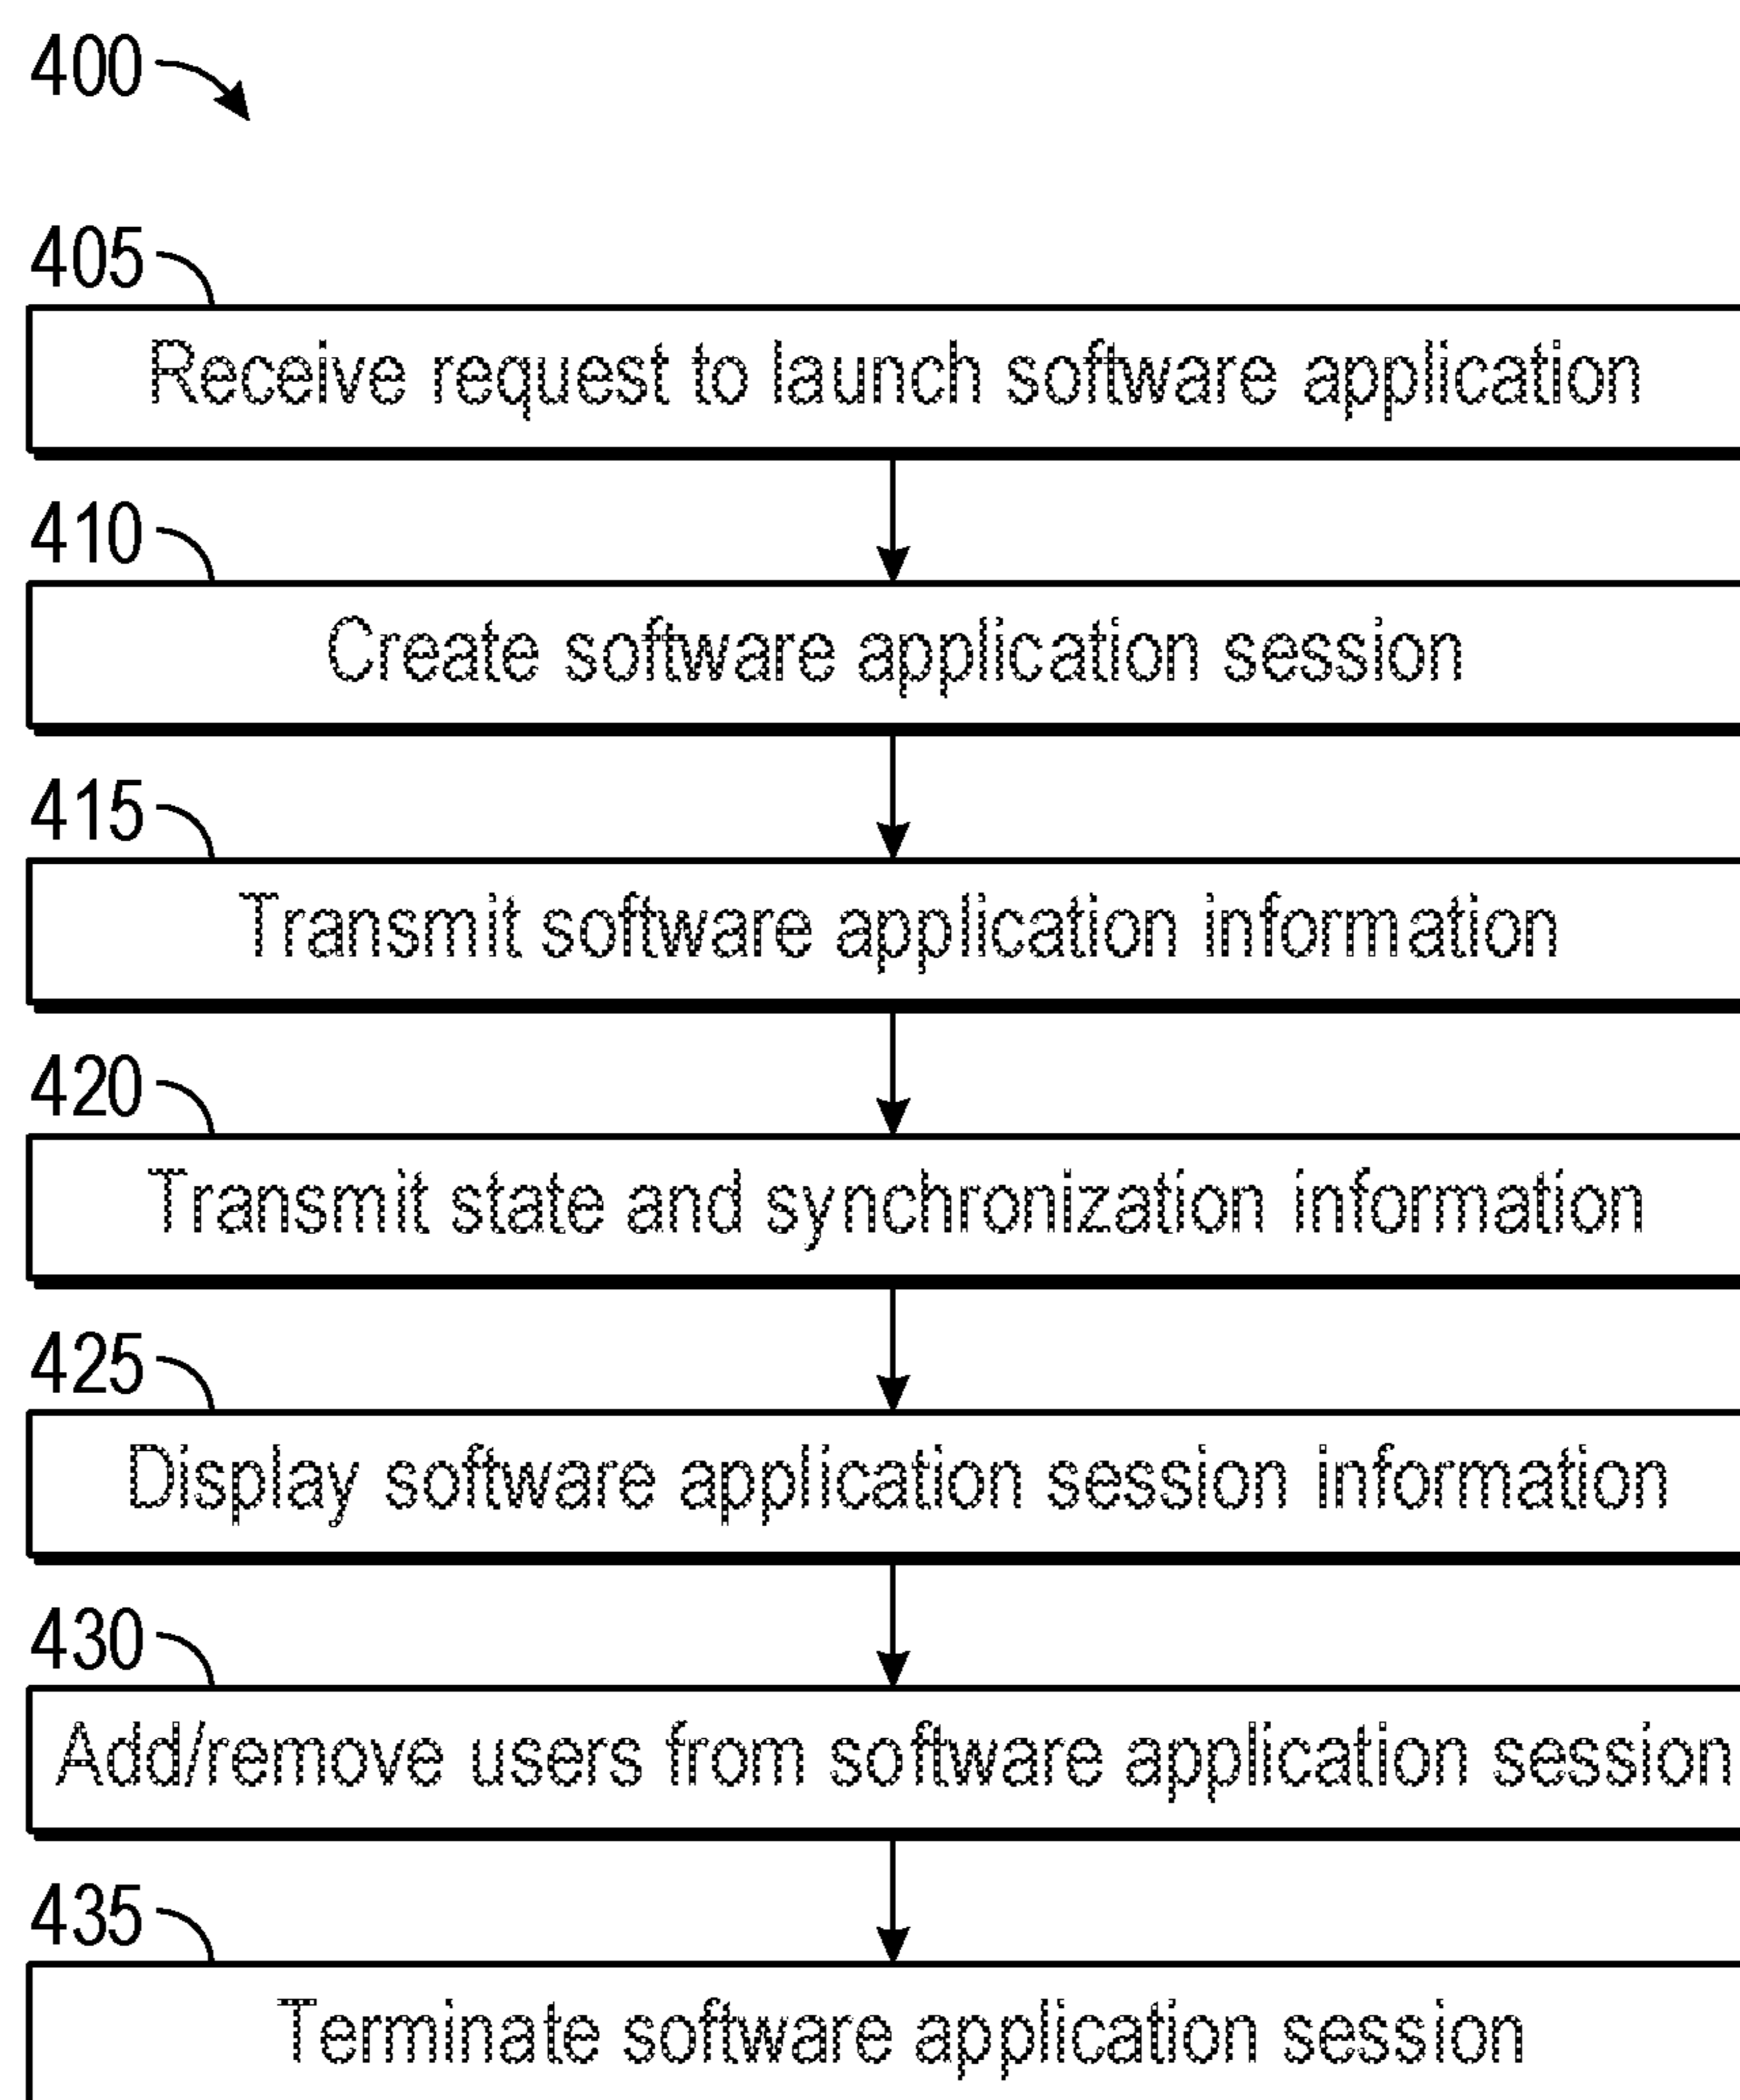 400
405
Receive request to launch software application
410
Create software application session
415
Transmit software application information
420
Transmit state and synchronization information
425
Display software application session information
430
Add/remove users from software application session
435
Terminate software application session